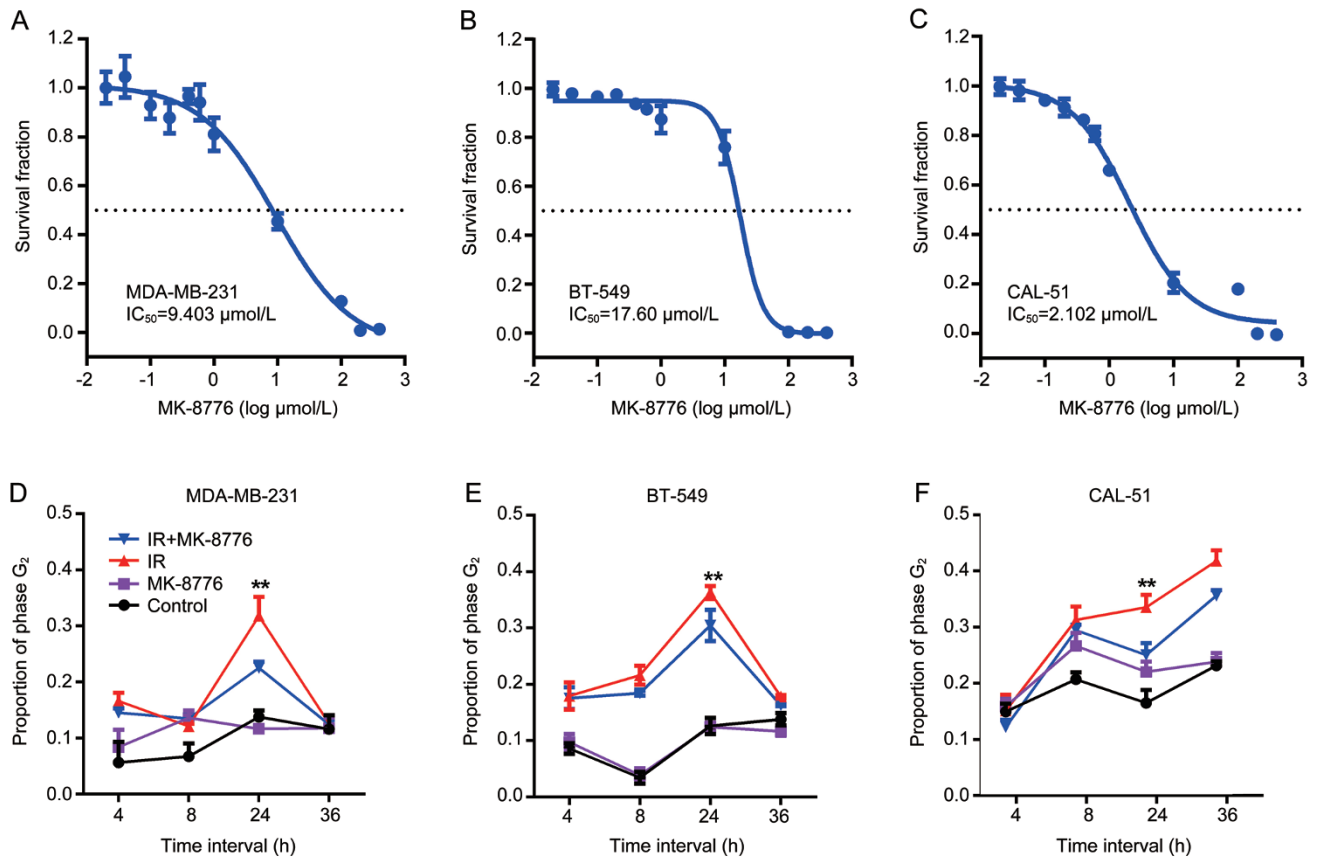 A
1.2
1.0
0.8
0.6
0.4
0.2
0.0
Survival fraction
MDA-MB-231
IC₅₀=9.403 μmol/L
-2 -1 0 1 2 3
MK-8776 (log μmol/L)
B
1.2
1.0
0.8
0.6
0.4
0.2
0.0
Survival fraction
BT-549
IC₅₀=17.60 μmol/L
-2 -1 0 1 2 3
MK-8776 (log μmol/L)
C
1.2
1.0
0.8
0.6
0.4
0.2
0.0
Survival fraction
CAL-51
IC₅₀=2.102 μmol/L
-2 -1 0 1 2 3
MK-8776 (log μmol/L)
D
MDA-MB-231
0.5
0.4
0.3
0.2
0.1
0.0
Proportion of phase G₂
IR+MK-8776
IR
MK-8776
Control
**
4 8 24 36
Time interval (h)
E
BT-549
0.5
0.4
0.3
0.2
0.1
0.0
Proportion of phase G₂
**
4 8 24 36
Time interval (h)
F
CAL-51
0.5
0.4
0.3
0.2
0.1
0.0
Proportion of phase G₂
**
4 8 24 36
Time interval (h)